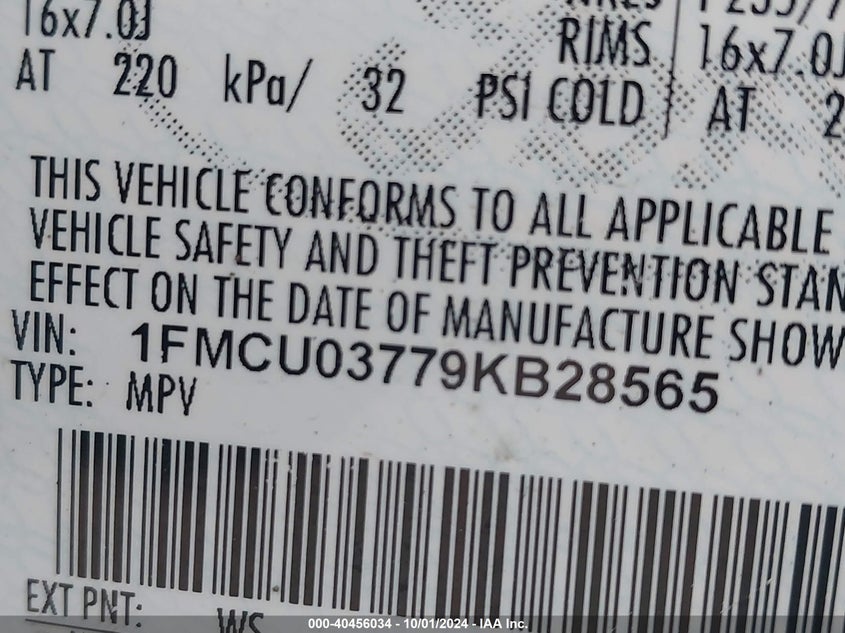 16x7.0J
RIMS 16x7.0J
AT 220 kPa/ 32 PSI COLD AT 2
THIS VEHICLE CONFORMS TO ALL APPLICABLE
VEHICLE SAFETY AND THEFT PREVENTION STAN
EFFECT ON THE DATE OF MANUFACTURE SHOW
VIN: 1FMCU03779KB28565
TYPE: MPV
EXT PNT: WS
000-40456034 - 10/01/2024 - IAA Inc.